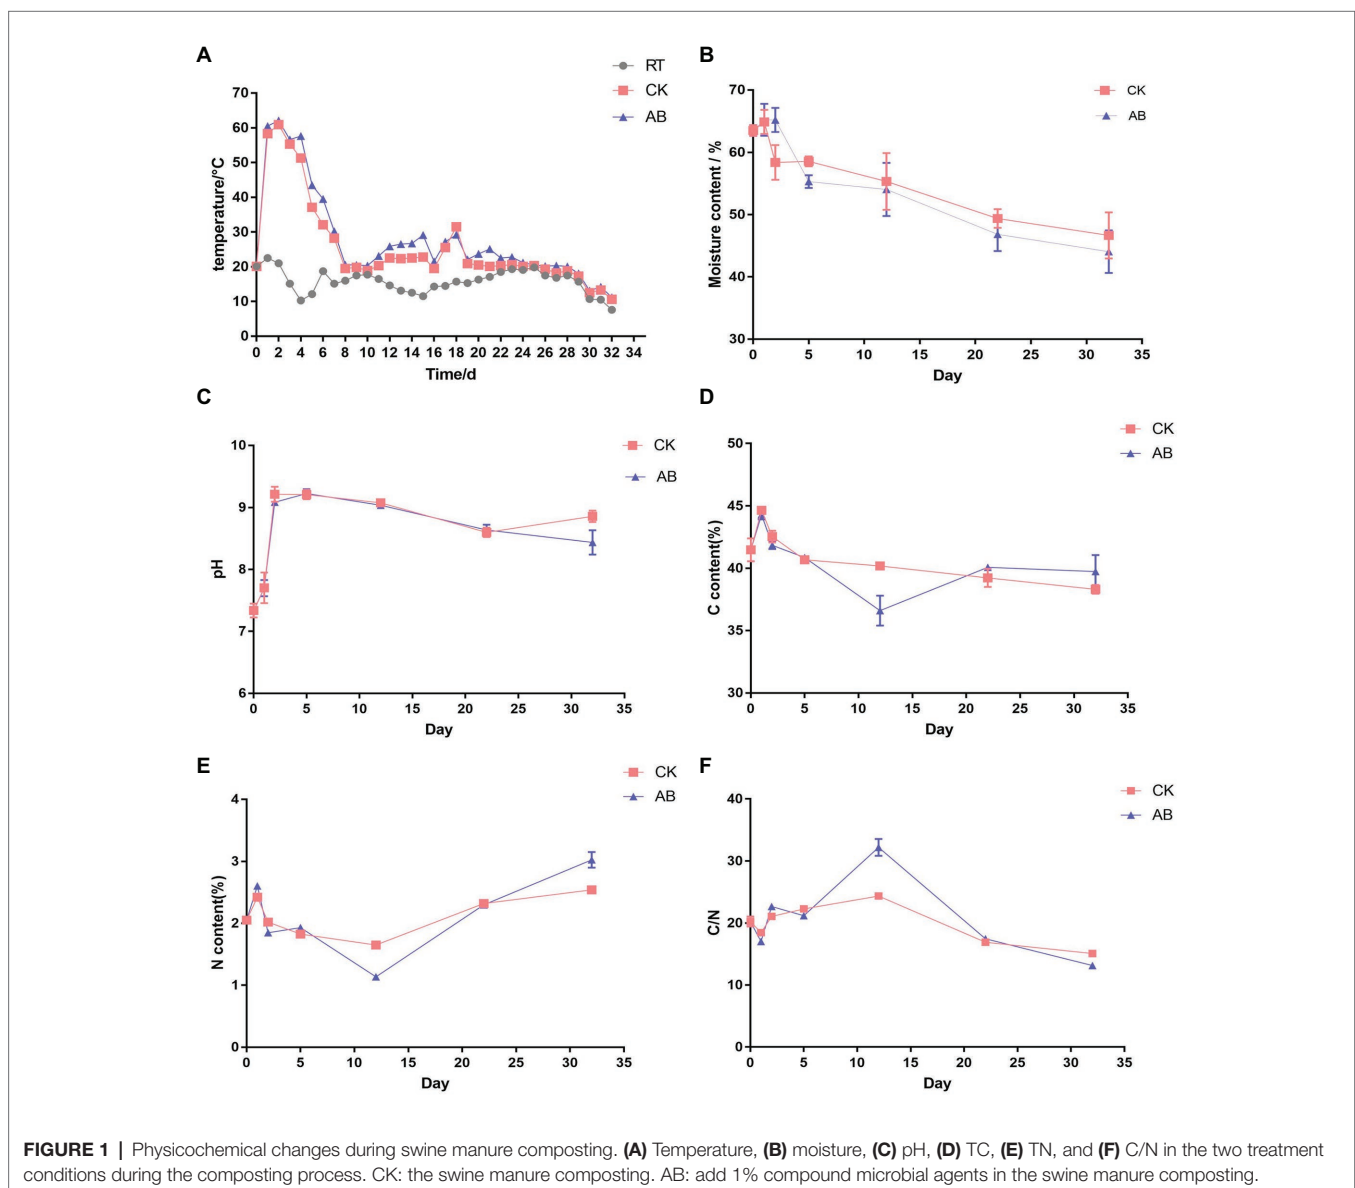 A
RT
CK
AB
70
60
50
40
30
20
10
0
temperature/°C
0 2 4 6 8 10 12 14 16 18 20 22 24 26 28 30 32 34
Time/d
B
CK
AB
70
60
50
40
30
Moisture content / %
0 5 10 15 20 25 30 35
Day
C
CK
AB
10
9
8
7
6
pH
0 5 10 15 20 25 30 35
Day
D
CK
AB
50
45
40
35
30
C content(%)
0 5 10 15 20 25 30 35
Day
E
CK
AB
4
3
2
1
0
N content(%)
0 5 10 15 20 25 30 35
Day
F
CK
AB
40
30
20
10
0
C/N
0 5 10 15 20 25 30 35
Day
FIGURE 1 | Physicochemical changes during swine manure composting. (A) Temperature, (B) moisture, (C) pH, (D) TC, (E) TN, and (F) C/N in the two treatment
conditions during the composting process. CK: the swine manure composting. AB: add 1% compound microbial agents in the swine manure composting.